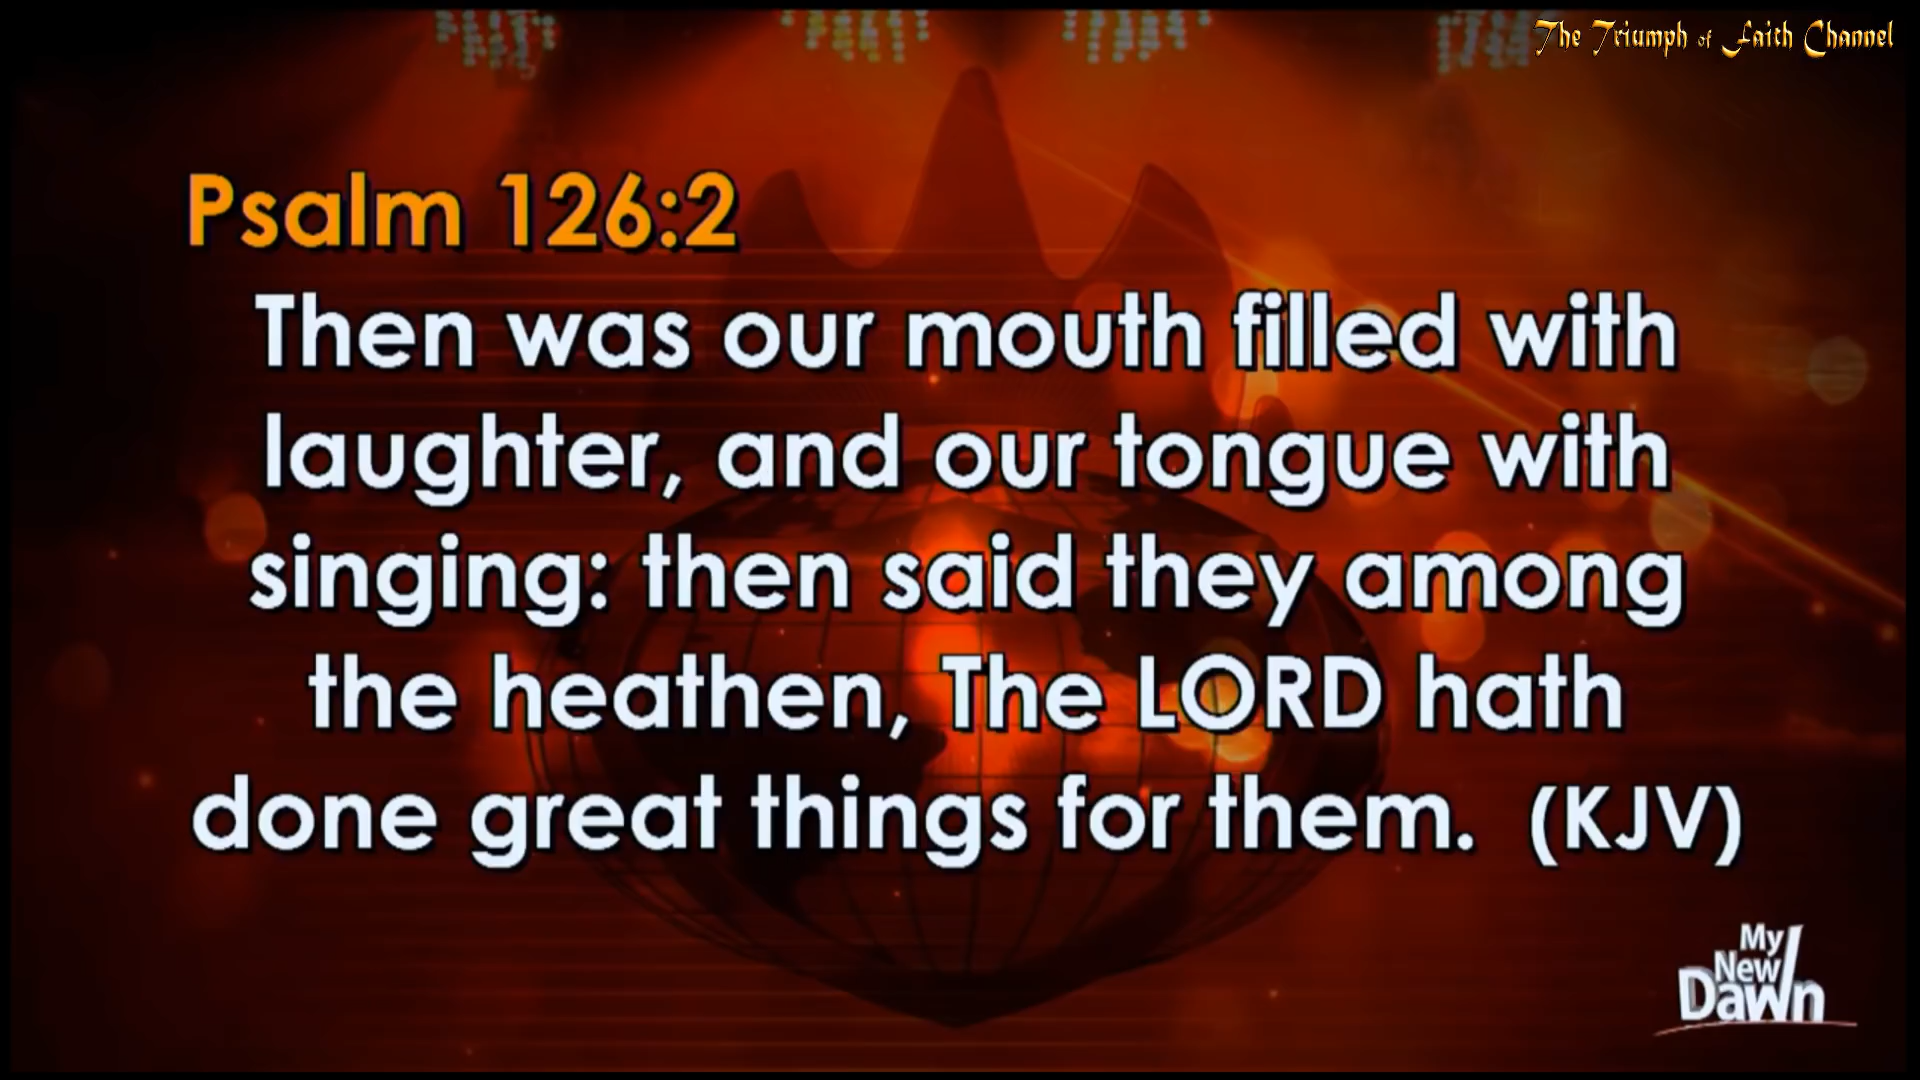 The Triumph of Faith Channel
Psalm 126:2
Then was our mouth filled with
laughter, and our tongue with
singing: then said they among
the heathen, The LORD hath
done great things for them. (KJV)
My
New
Dawn